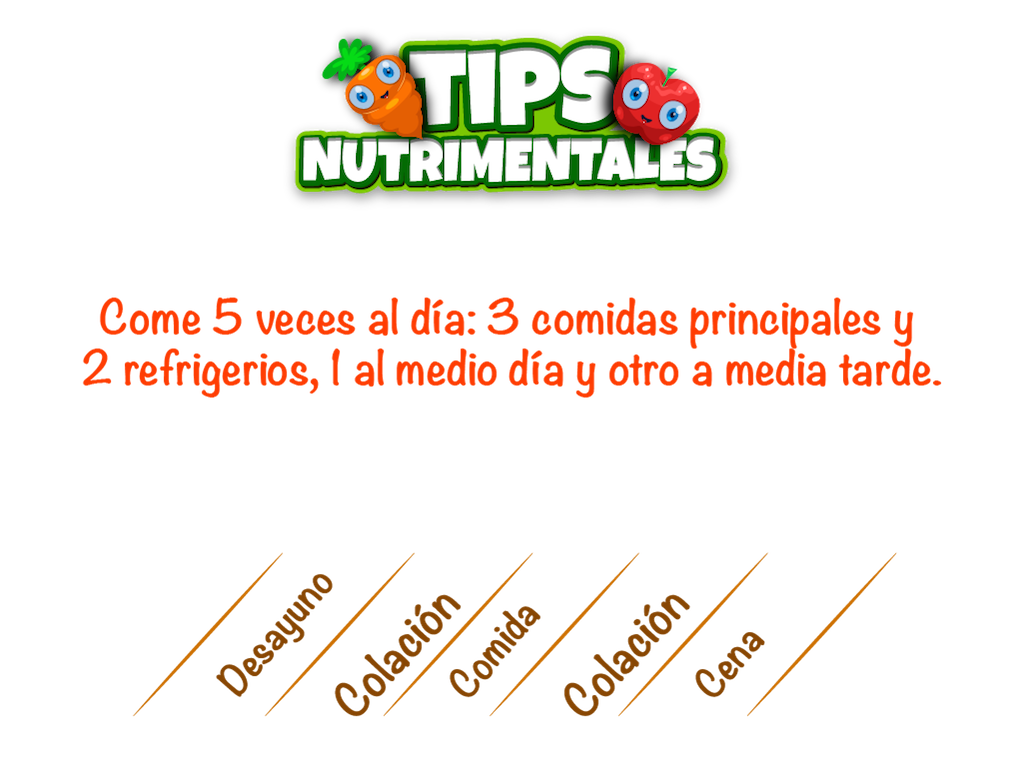 TIPS
NUTRIMENTALES
Come 5 veces al día: 3 comidas principales y
2 refrigerios, 1 al medio día y otro a media tarde.
Desayuno
Colación
Comida
Colación
Cena